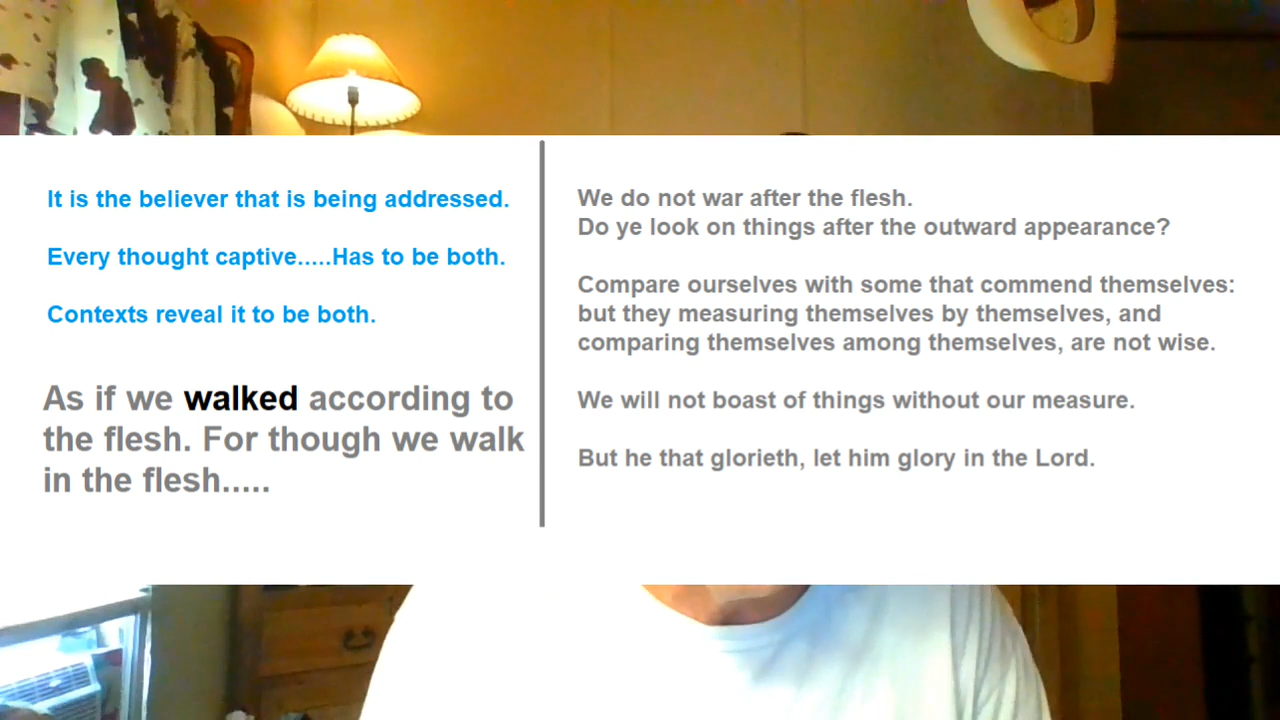 It is the believer that is being addressed.
Every thought captive.....Has to be both.
Contexts reveal it to be both.
As if we walked according to
the flesh. For though we walk
in the flesh.....
We do not war after the flesh.
Do ye look on things after the outward appearance?
Compare ourselves with some that commend themselves:
but they measuring themselves by themselves, and
comparing themselves among themselves, are not wise.
We will not boast of things without our measure.
But he that glorieth, let him glory in the Lord.